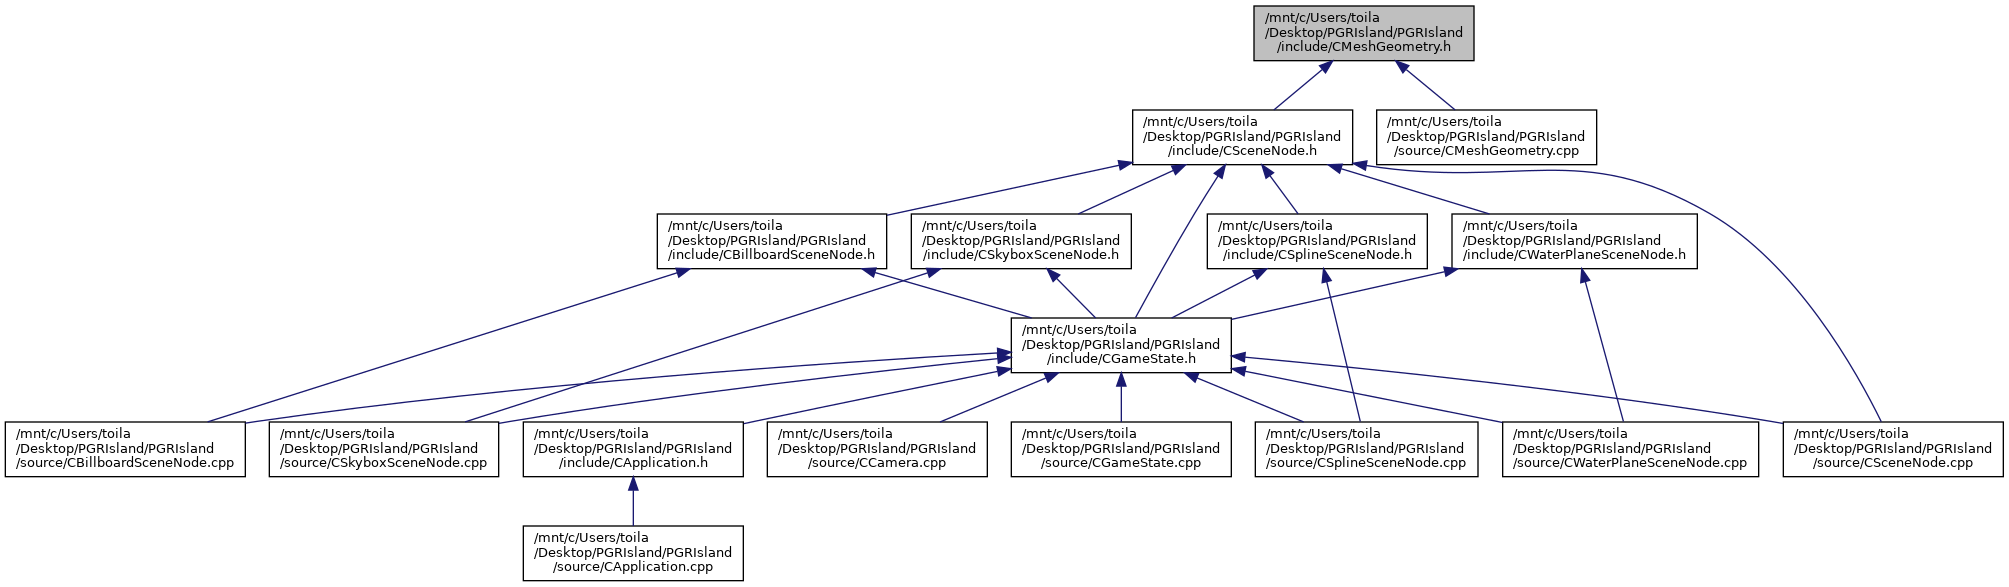 /mnt/c/Users/toila
/Desktop/PGRIsland/PGRIsland
/include/CMeshGeometry.h
/mnt/c/Users/toila
/Desktop/PGRIsland/PGRIsland
/include/CSceneNode.h
/mnt/c/Users/toila
/Desktop/PGRIsland/PGRIsland
/source/CMeshGeometry.cpp
/mnt/c/Users/toila
/Desktop/PGRIsland/PGRIsland
/include/CBillboardSceneNode.h
/mnt/c/Users/toila
/Desktop/PGRIsland/PGRIsland
/include/CSkyboxSceneNode.h
/mnt/c/Users/toila
/Desktop/PGRIsland/PGRIsland
/include/CSplineSceneNode.h
/mnt/c/Users/toila
/Desktop/PGRIsland/PGRIsland
/include/CWaterPlaneSceneNode.h
/mnt/c/Users/toila
/Desktop/PGRIsland/PGRIsland
/include/CGameState.h
/mnt/c/Users/toila
/Desktop/PGRIsland/PGRIsland
/source/CBillboardSceneNode.cpp
/mnt/c/Users/toila
/Desktop/PGRIsland/PGRIsland
/source/CSkyboxSceneNode.cpp
/mnt/c/Users/toila
/Desktop/PGRIsland/PGRIsland
/include/CApplication.h
/mnt/c/Users/toila
/Desktop/PGRIsland/PGRIsland
/source/CCamera.cpp
/mnt/c/Users/toila
/Desktop/PGRIsland/PGRIsland
/source/CGameState.cpp
/mnt/c/Users/toila
/Desktop/PGRIsland/PGRIsland
/source/CSplineSceneNode.cpp
/mnt/c/Users/toila
/Desktop/PGRIsland/PGRIsland
/source/CWaterPlaneSceneNode.cpp
/mnt/c/Users/toila
/Desktop/PGRIsland/PGRIsland
/source/CSceneNode.cpp
/mnt/c/Users/toila
/Desktop/PGRIsland/PGRIsland
/source/CApplication.cpp